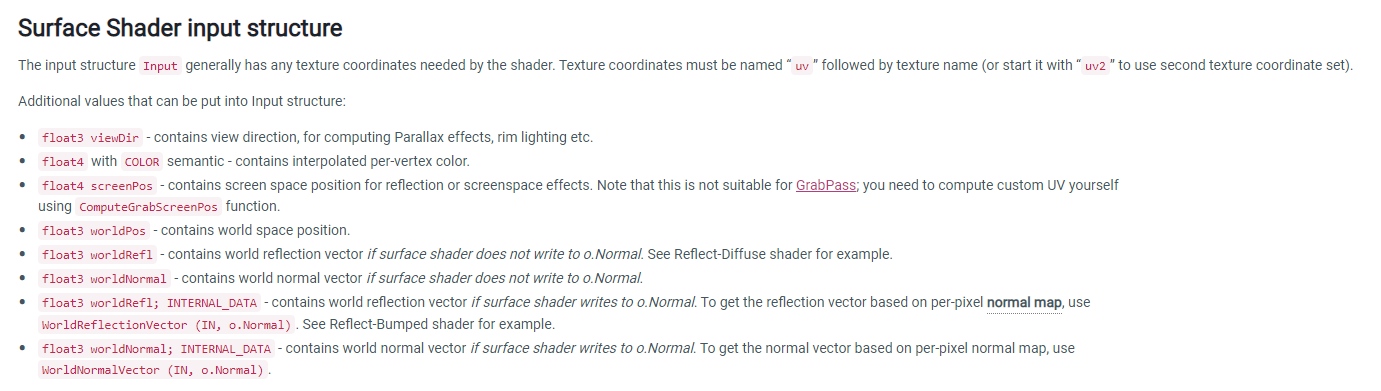 Surface Shader input structure
The input structure Input generally has any texture coordinates needed by the shader. Texture coordinates must be named “uv” followed by texture name (or start it with “uv2” to use second texture coordinate set).
Additional values that can be put into Input structure:
• float3 viewDir - contains view direction, for computing Parallax effects, rim lighting etc.
• float4 with COLOR semantic - contains interpolated per-vertex color.
• float4 screenPos - contains screen space position for reflection or screenspace effects. Note that this is not suitable for GrabPass; you need to compute custom UV yourself
using ComputeGrabScreenPos function.
• float3 worldPos - contains world space position.
• float3 worldRefl - contains world reflection vector if surface shader does not write to o.Normal. See Reflect-Diffuse shader for example.
• float3 worldNormal - contains world normal vector if surface shader does not write to o.Normal.
• float3 worldRefl; INTERNAL_DATA - contains world reflection vector if surface shader writes to o.Normal. To get the reflection vector based on per-pixel normal map, use
WorldReflectionVector (IN, o.Normal). See Reflect-Bumped shader for example.
• float3 worldNormal; INTERNAL_DATA - contains world normal vector if surface shader writes to o.Normal. To get the normal vector based on per-pixel normal map, use
WorldNormalVector (IN, o.Normal).